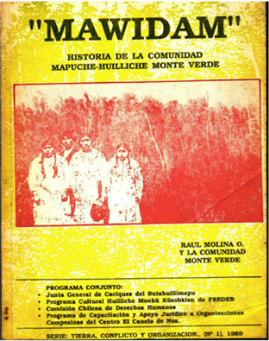 "MAWIDAM"
HISTORIA DE LA COMUNIDAD
MAPUCHE-HUILLICHE MONTE VERDE
RAUL MOLINA O.
Y LA COMUNIDAD
MONTE VERDE
PROGRAMA CONJUNTO:
• Junta General de Caciques del Butahuillimapu
• Programa Cultural Huilliche Monkü Küsobkien de FREDER
• Comisión Chilena de Derechos Humanos
• Programa de Capacitación y Apoyo Jurídico a Organizaciones
Campesinas del Centro El Canelo de Nos.
SERIE: TIERRA, CONFLICTO Y ORGANIZACION.. (Nº 1). 1989